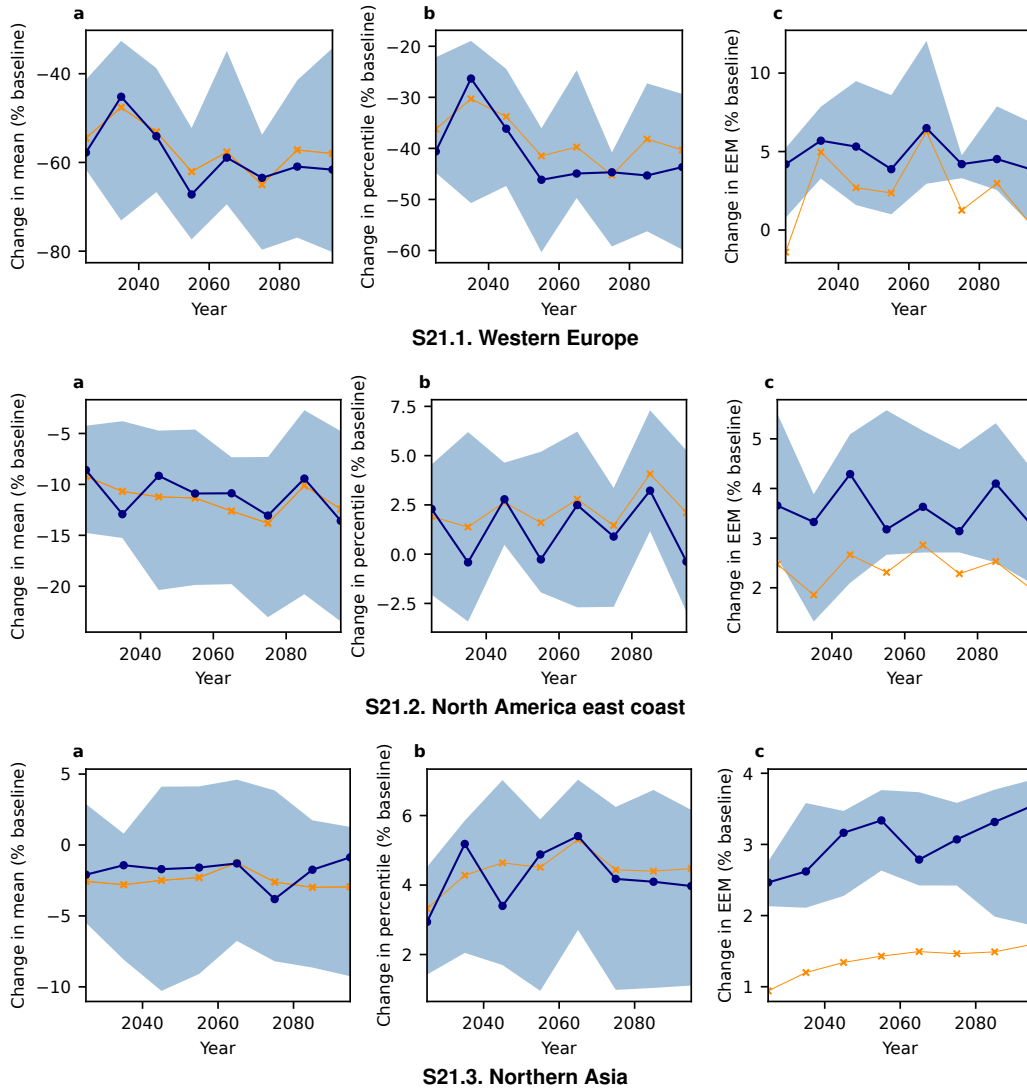 a
b
c
Change in mean (% baseline)
−40
−60
−80
2040
2060
2080
Year
Change in percentile (% baseline)
−20
−30
−40
−50
−60
2040
2060
2080
Year
Change in EEM (% baseline)
10
5
0
2040
2060
2080
Year
S21.1. Western Europe
a
b
c
Change in mean (% baseline)
−5
−10
−15
−20
2040
2060
2080
Year
Change in percentile (% baseline)
7.5
5.0
2.5
0.0
−2.5
2040
2060
2080
Year
Change in EEM (% baseline)
5
4
3
2
2040
2060
2080
Year
S21.2. North America east coast
a
b
c
Change in mean (% baseline)
5
0
−5
−10
2040
2060
2080
Year
Change in percentile (% baseline)
6
4
2
2040
2060
2080
Year
Change in EEM (% baseline)
4
3
2
1
2040
2060
2080
Year
S21.3. Northern Asia